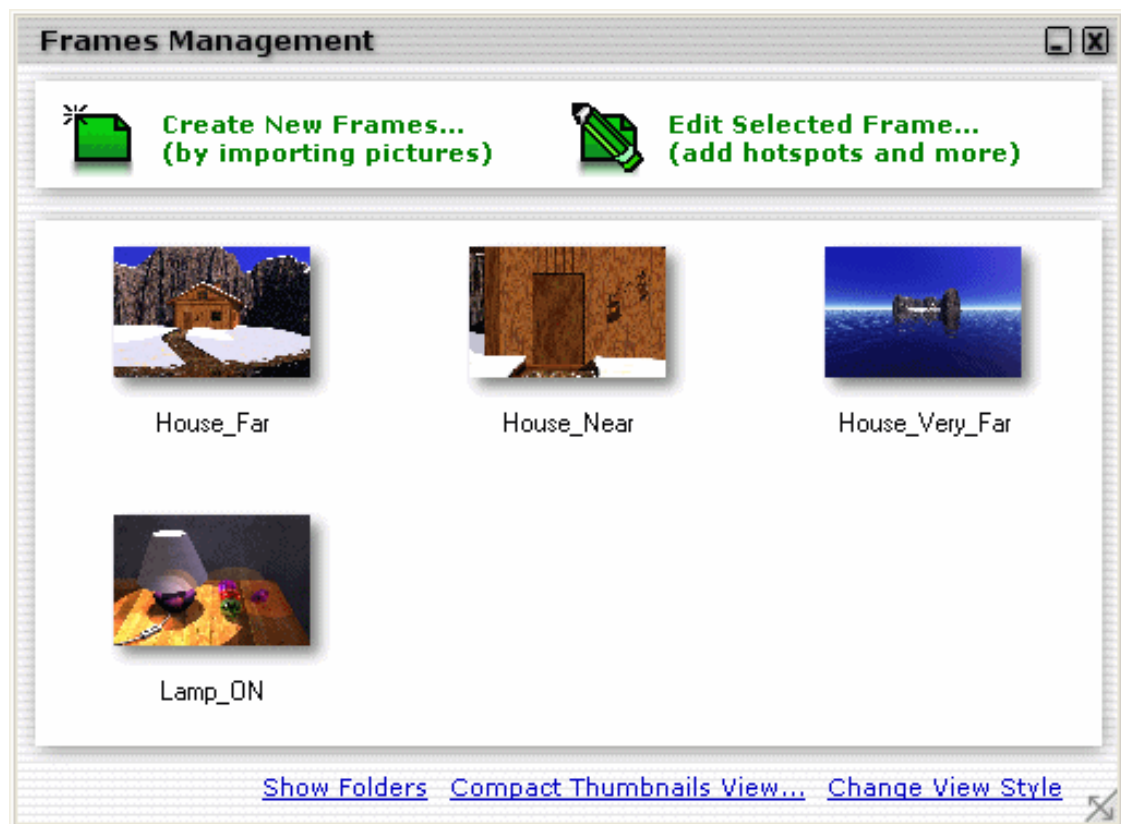 Frames Management
Create New Frames...
(by importing pictures)
Edit Selected Frame...
(add hotspots and more)
House_Far
House_Near
House_Very_Far
Lamp_ON
Show Folders
Compact Thumbnails View...
Change View Style